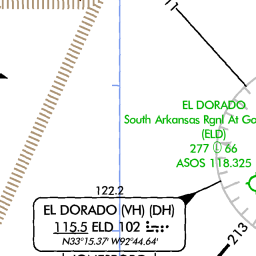 11
EL DORADO
South Arkansas Rgnl At Go
(ELD)
277 66
ASOS 118.325
122.2
EL DORADO (VH) (DH)
115.5 ELD 102
N33°15.37' W92°44.64'
213